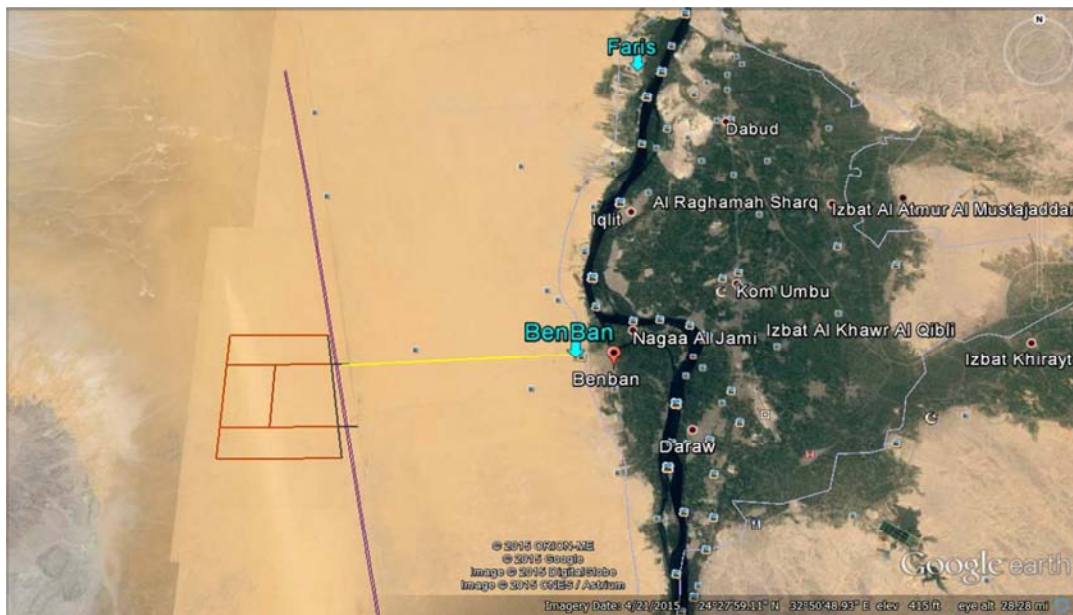 N
Faris
Dabud
Al Raghamah Sharq
Izbat Al Atmur Al Mustajaddah
Iqlit
Kom Umbu
BenBan
Nagaa Al Jami
Izbat Al Khawr Al Qibli
Izbat Khirayt
Benban
Daraw
© 2015 ORION-ME
© 2015 Google
Image © 2015 DigitalGlobe
Image © 2015 CNES / Astrium
Google earth
Imagery Date: 4/21/2015 24°27'59.11" N 32°50'48.93" E elev 415 ft eye alt 28.28 mi